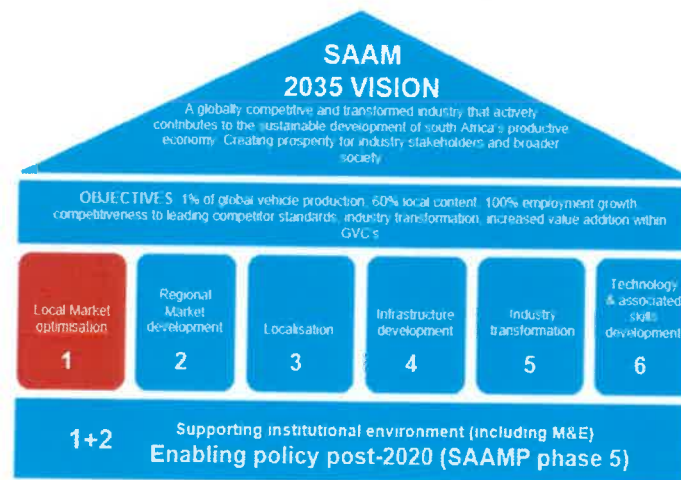 SAAM
2035 VISION
A globally competitive and transformed industry that actively
contributes to the sustainable development of south Africa's productive
economy. Creating prosperity for industry stakeholders and broader
society
OBJECTIVES 1% of global vehicle production, 60% local content, 100% employment growth,
competitiveness to leading competitor standards, industry transformation, increased value addition within
GVC's
Local Market
optimisation
1
Regional
Market
development
2
Localisation
3
Infrastructure
development
4
Industry
transformation
5
Technology
& associated
skills
development
6
1+2
Supporting institutional environment (including M&E)
Enabling policy post-2020 (SAAMP phase 5)